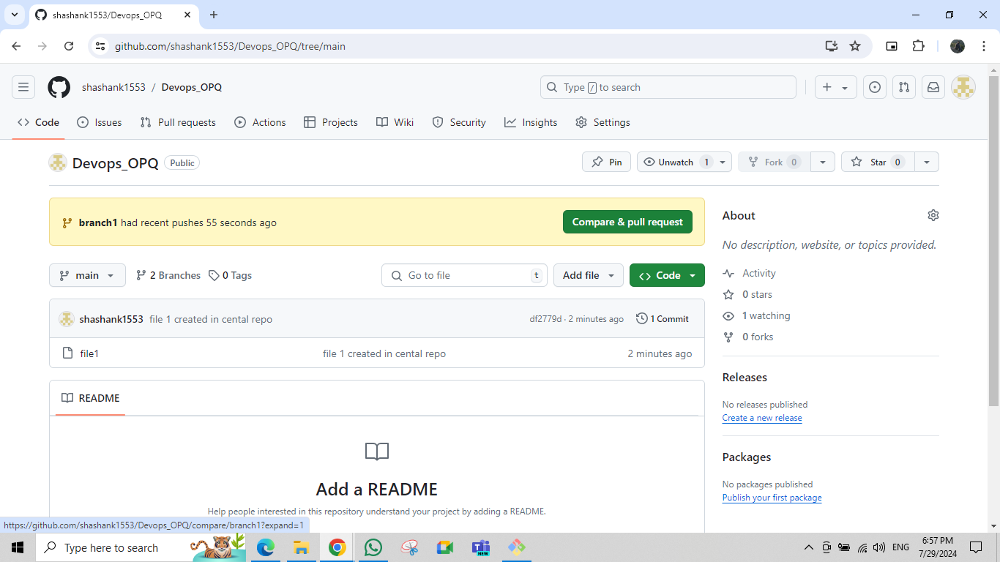 shashank1553/Devops_OPQ
github.com/shashank1553/Devops_OPQ/tree/main
shashank1553 / Devops_OPQ
Type / to search
Code Issues Pull requests Actions Projects Wiki Security Insights Settings
Devops_OPQ Public
Pin Unwatch 1 Fork 0 Star 0
branch1 had recent pushes 55 seconds ago
Compare & pull request
main 2 Branches 0 Tags
Go to file t Add file Code
shashank1553 file 1 created in cental repo df2779d · 2 minutes ago 1 Commit
file1 file 1 created in cental repo 2 minutes ago
README
Add a README
Help people interested in this repository understand your project by adding a README.
About
No description, website, or topics provided.
Activity
0 stars
1 watching
0 forks
Releases
No releases published
Create a new release
Packages
No packages published
Publish your first package
https://github.com/shashank1553/Devops_OPQ/compare/branch1?expand=1
Type here to search
NEW
ENG
6:57 PM
7/29/2024